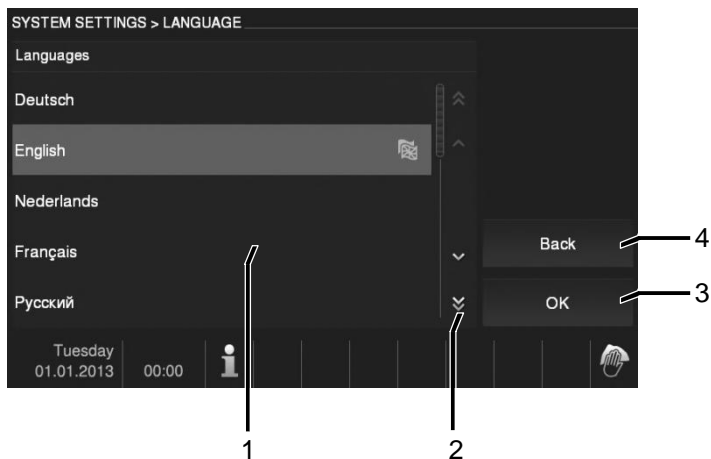 SYSTEM SETTINGS > LANGUAGE
Languages
Deutsch
English
Nederlands
Français
Русский
Back
OK
4
3
Tuesday
01.01.2013
00:00
i
1
2